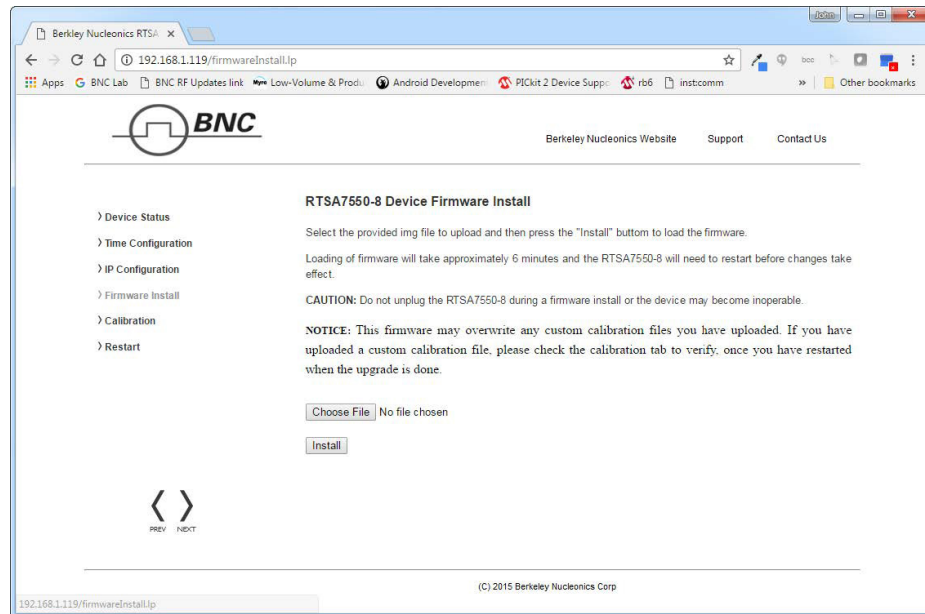 John
Berkley Nucleonics RTSA
192.168.1.119/firmwareInstall.lp
Apps
BNC Lab
BNC RF Updates link
Low-Volume & Produ
Android Developmen
PICkit 2 Device Suppo
rb6
inst:comm
»
Other bookmarks
BNC
Berkeley Nucleonics Website
Support
Contact Us
RTSA7550-8 Device Firmware Install
Select the provided img file to upload and then press the "Install" buttom to load the firmware.
Loading of firmware will take approximately 6 minutes and the RTSA7550-8 will need to restart before changes take
effect.
CAUTION: Do not unplug the RTSA7550-8 during a firmware install or the device may become inoperable.
NOTICE: This firmware may overwrite any custom calibration files you have uploaded. If you have
uploaded a custom calibration file, please check the calibration tab to verify, once you have restarted
when the upgrade is done.
Choose File No file chosen
Install
Device Status
Time Configuration
IP Configuration
Firmware Install
Calibration
Restart
PREV NEXT
(C) 2015 Berkeley Nucleonics Corp
192.168.1.119/firmwareInstall.lp